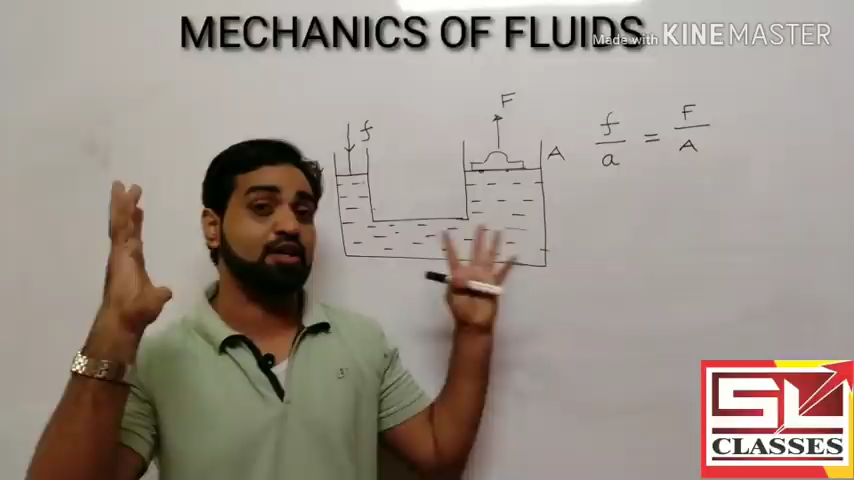 MECHANICS OF FLUIDS
Made with KINEMASTER
f
F
A
f/a = F/A
SL
CLASSES